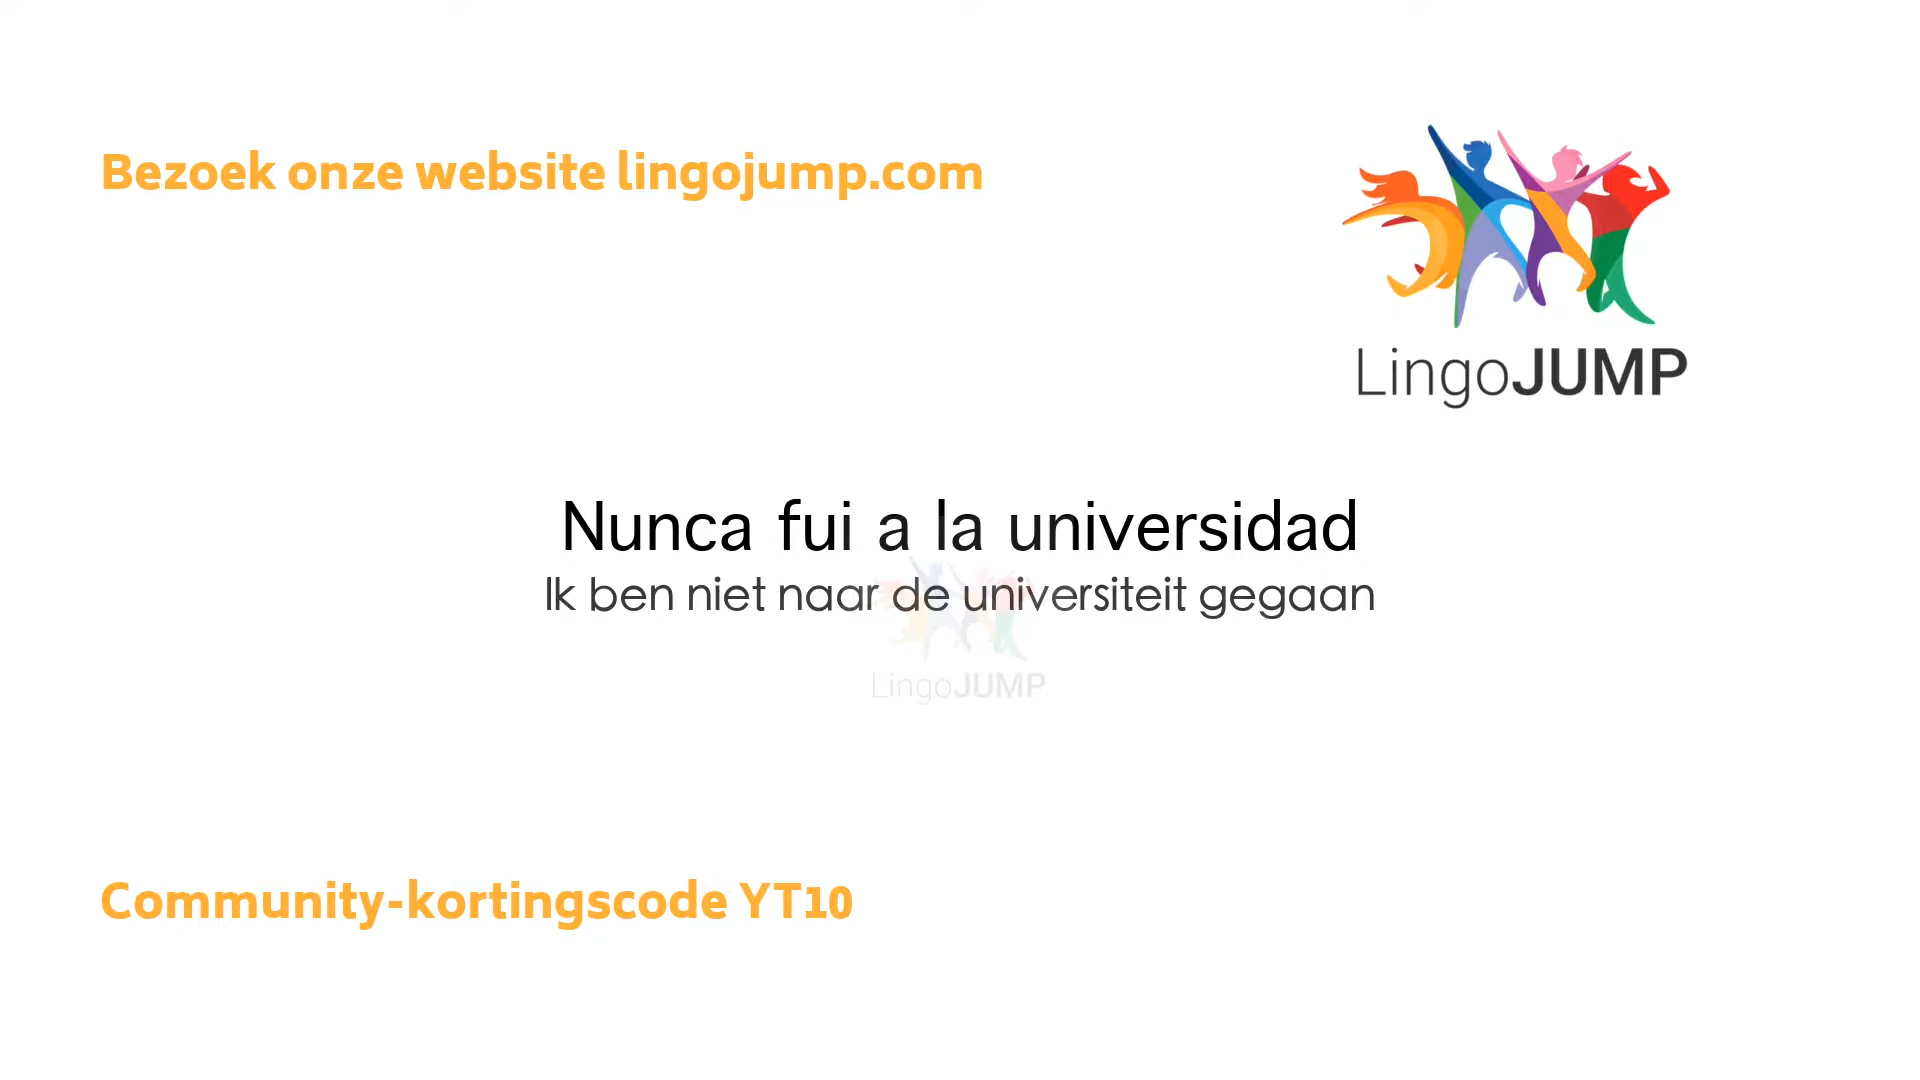 Bezoek onze website lingojump.com
LingoJUMP
Nunca fui a la universidad
Ik ben niet naar de universiteit gegaan
LingoJUMP
Community-kortingscode YT10